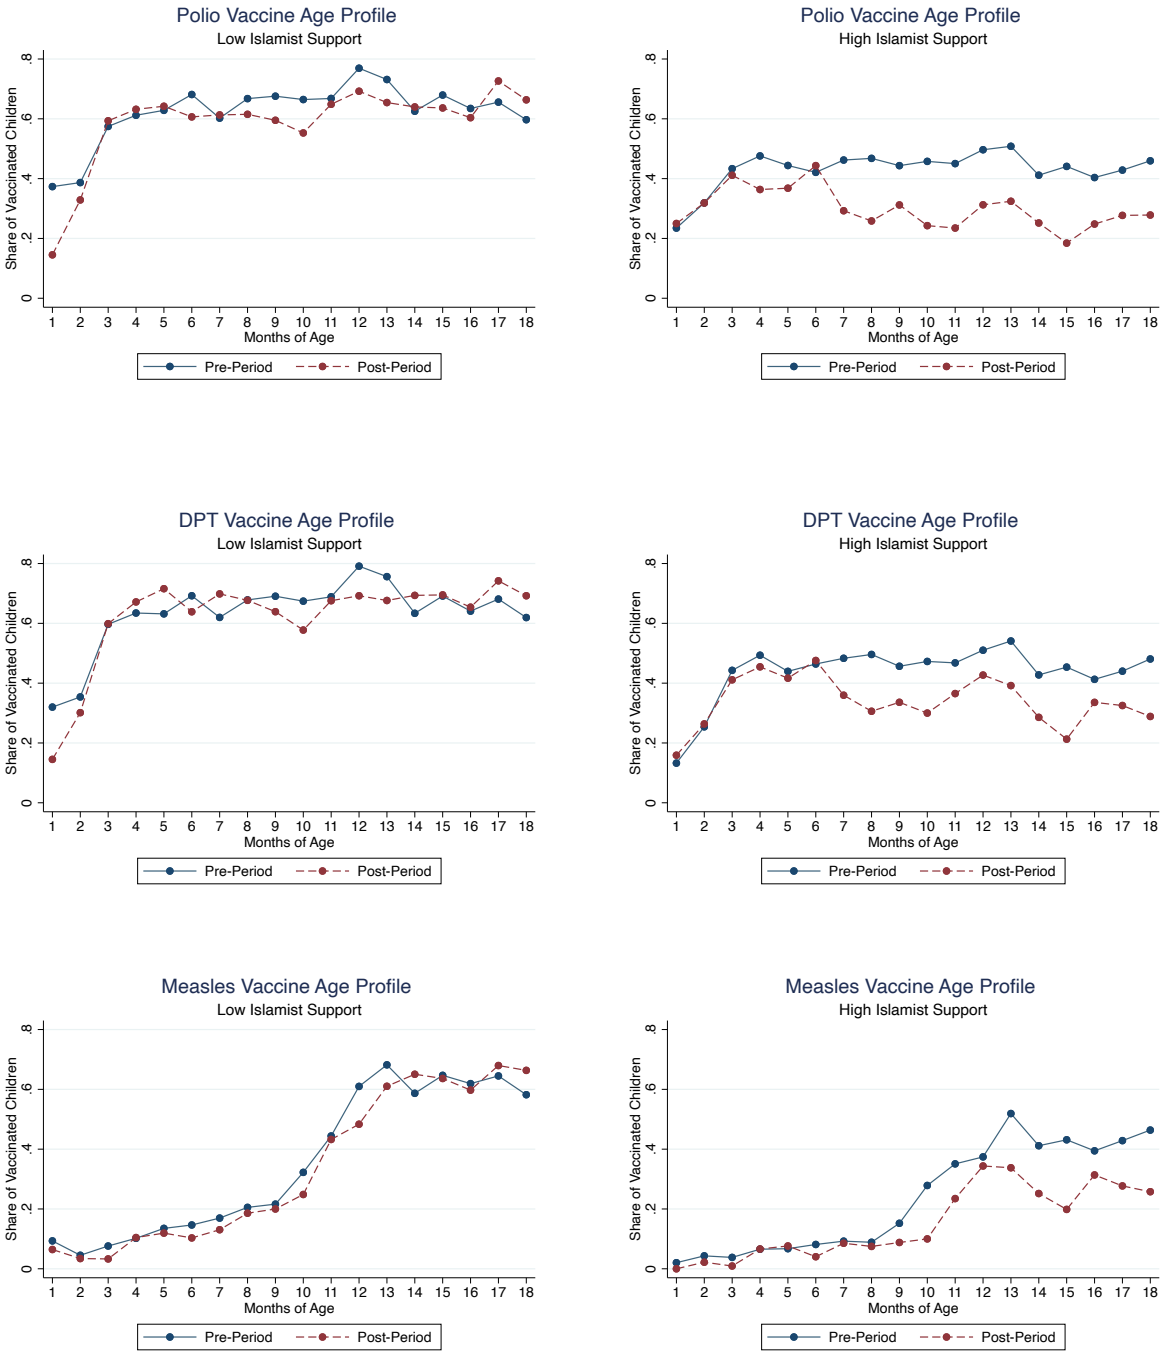 Polio Vaccine Age Profile
Low Islamist Support
Share of Vaccinated Children
.8
.6
.4
.2
0
1 2 3 4 5 6 7 8 9 10 11 12 13 14 15 16 17 18
Months of Age
Pre-Period Post-Period
Polio Vaccine Age Profile
High Islamist Support
Share of Vaccinated Children
.8
.6
.4
.2
0
1 2 3 4 5 6 7 8 9 10 11 12 13 14 15 16 17 18
Months of Age
Pre-Period Post-Period
DPT Vaccine Age Profile
Low Islamist Support
Share of Vaccinated Children
.8
.6
.4
.2
0
1 2 3 4 5 6 7 8 9 10 11 12 13 14 15 16 17 18
Months of Age
Pre-Period Post-Period
DPT Vaccine Age Profile
High Islamist Support
Share of Vaccinated Children
.8
.6
.4
.2
0
1 2 3 4 5 6 7 8 9 10 11 12 13 14 15 16 17 18
Months of Age
Pre-Period Post-Period
Measles Vaccine Age Profile
Low Islamist Support
Share of Vaccinated Children
.8
.6
.4
.2
0
1 2 3 4 5 6 7 8 9 10 11 12 13 14 15 16 17 18
Months of Age
Pre-Period Post-Period
Measles Vaccine Age Profile
High Islamist Support
Share of Vaccinated Children
.8
.6
.4
.2
0
1 2 3 4 5 6 7 8 9 10 11 12 13 14 15 16 17 18
Months of Age
Pre-Period Post-Period